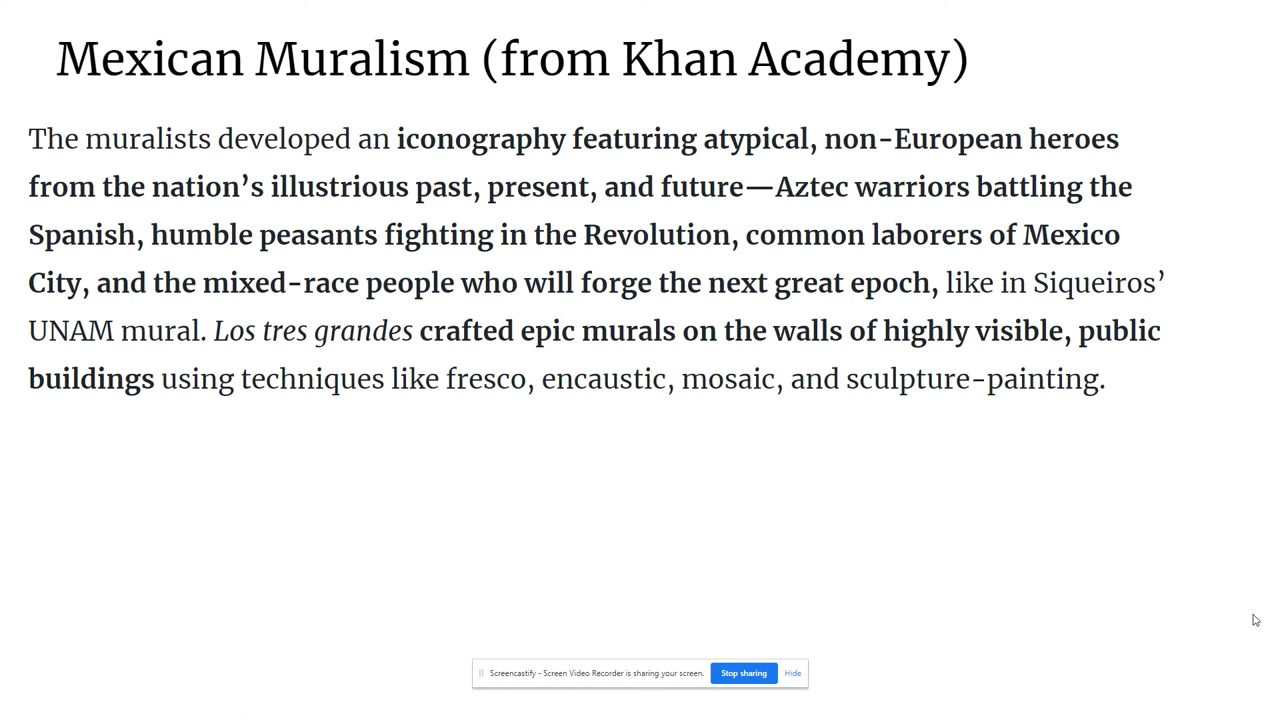 Mexican Muralism (from Khan Academy)
The muralists developed an iconography featuring atypical, non-European heroes
from the nation’s illustrious past, present, and future—Aztec warriors battling the
Spanish, humble peasants fighting in the Revolution, common laborers of Mexico
City, and the mixed-race people who will forge the next great epoch, like in Siqueiros’
UNAM mural. Los tres grandes crafted epic murals on the walls of highly visible, public
buildings using techniques like fresco, encaustic, mosaic, and sculpture-painting.
Screencastify - Screen Video Recorder is sharing your screen. Stop sharing Hide